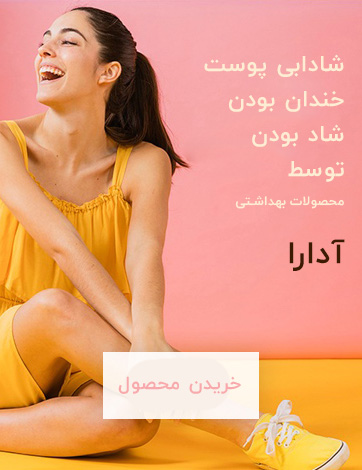 شادابی پوست
خندان بودن
شاد بودن
توسط
محصولات بهداشتی
آدارا
خریدن محصول